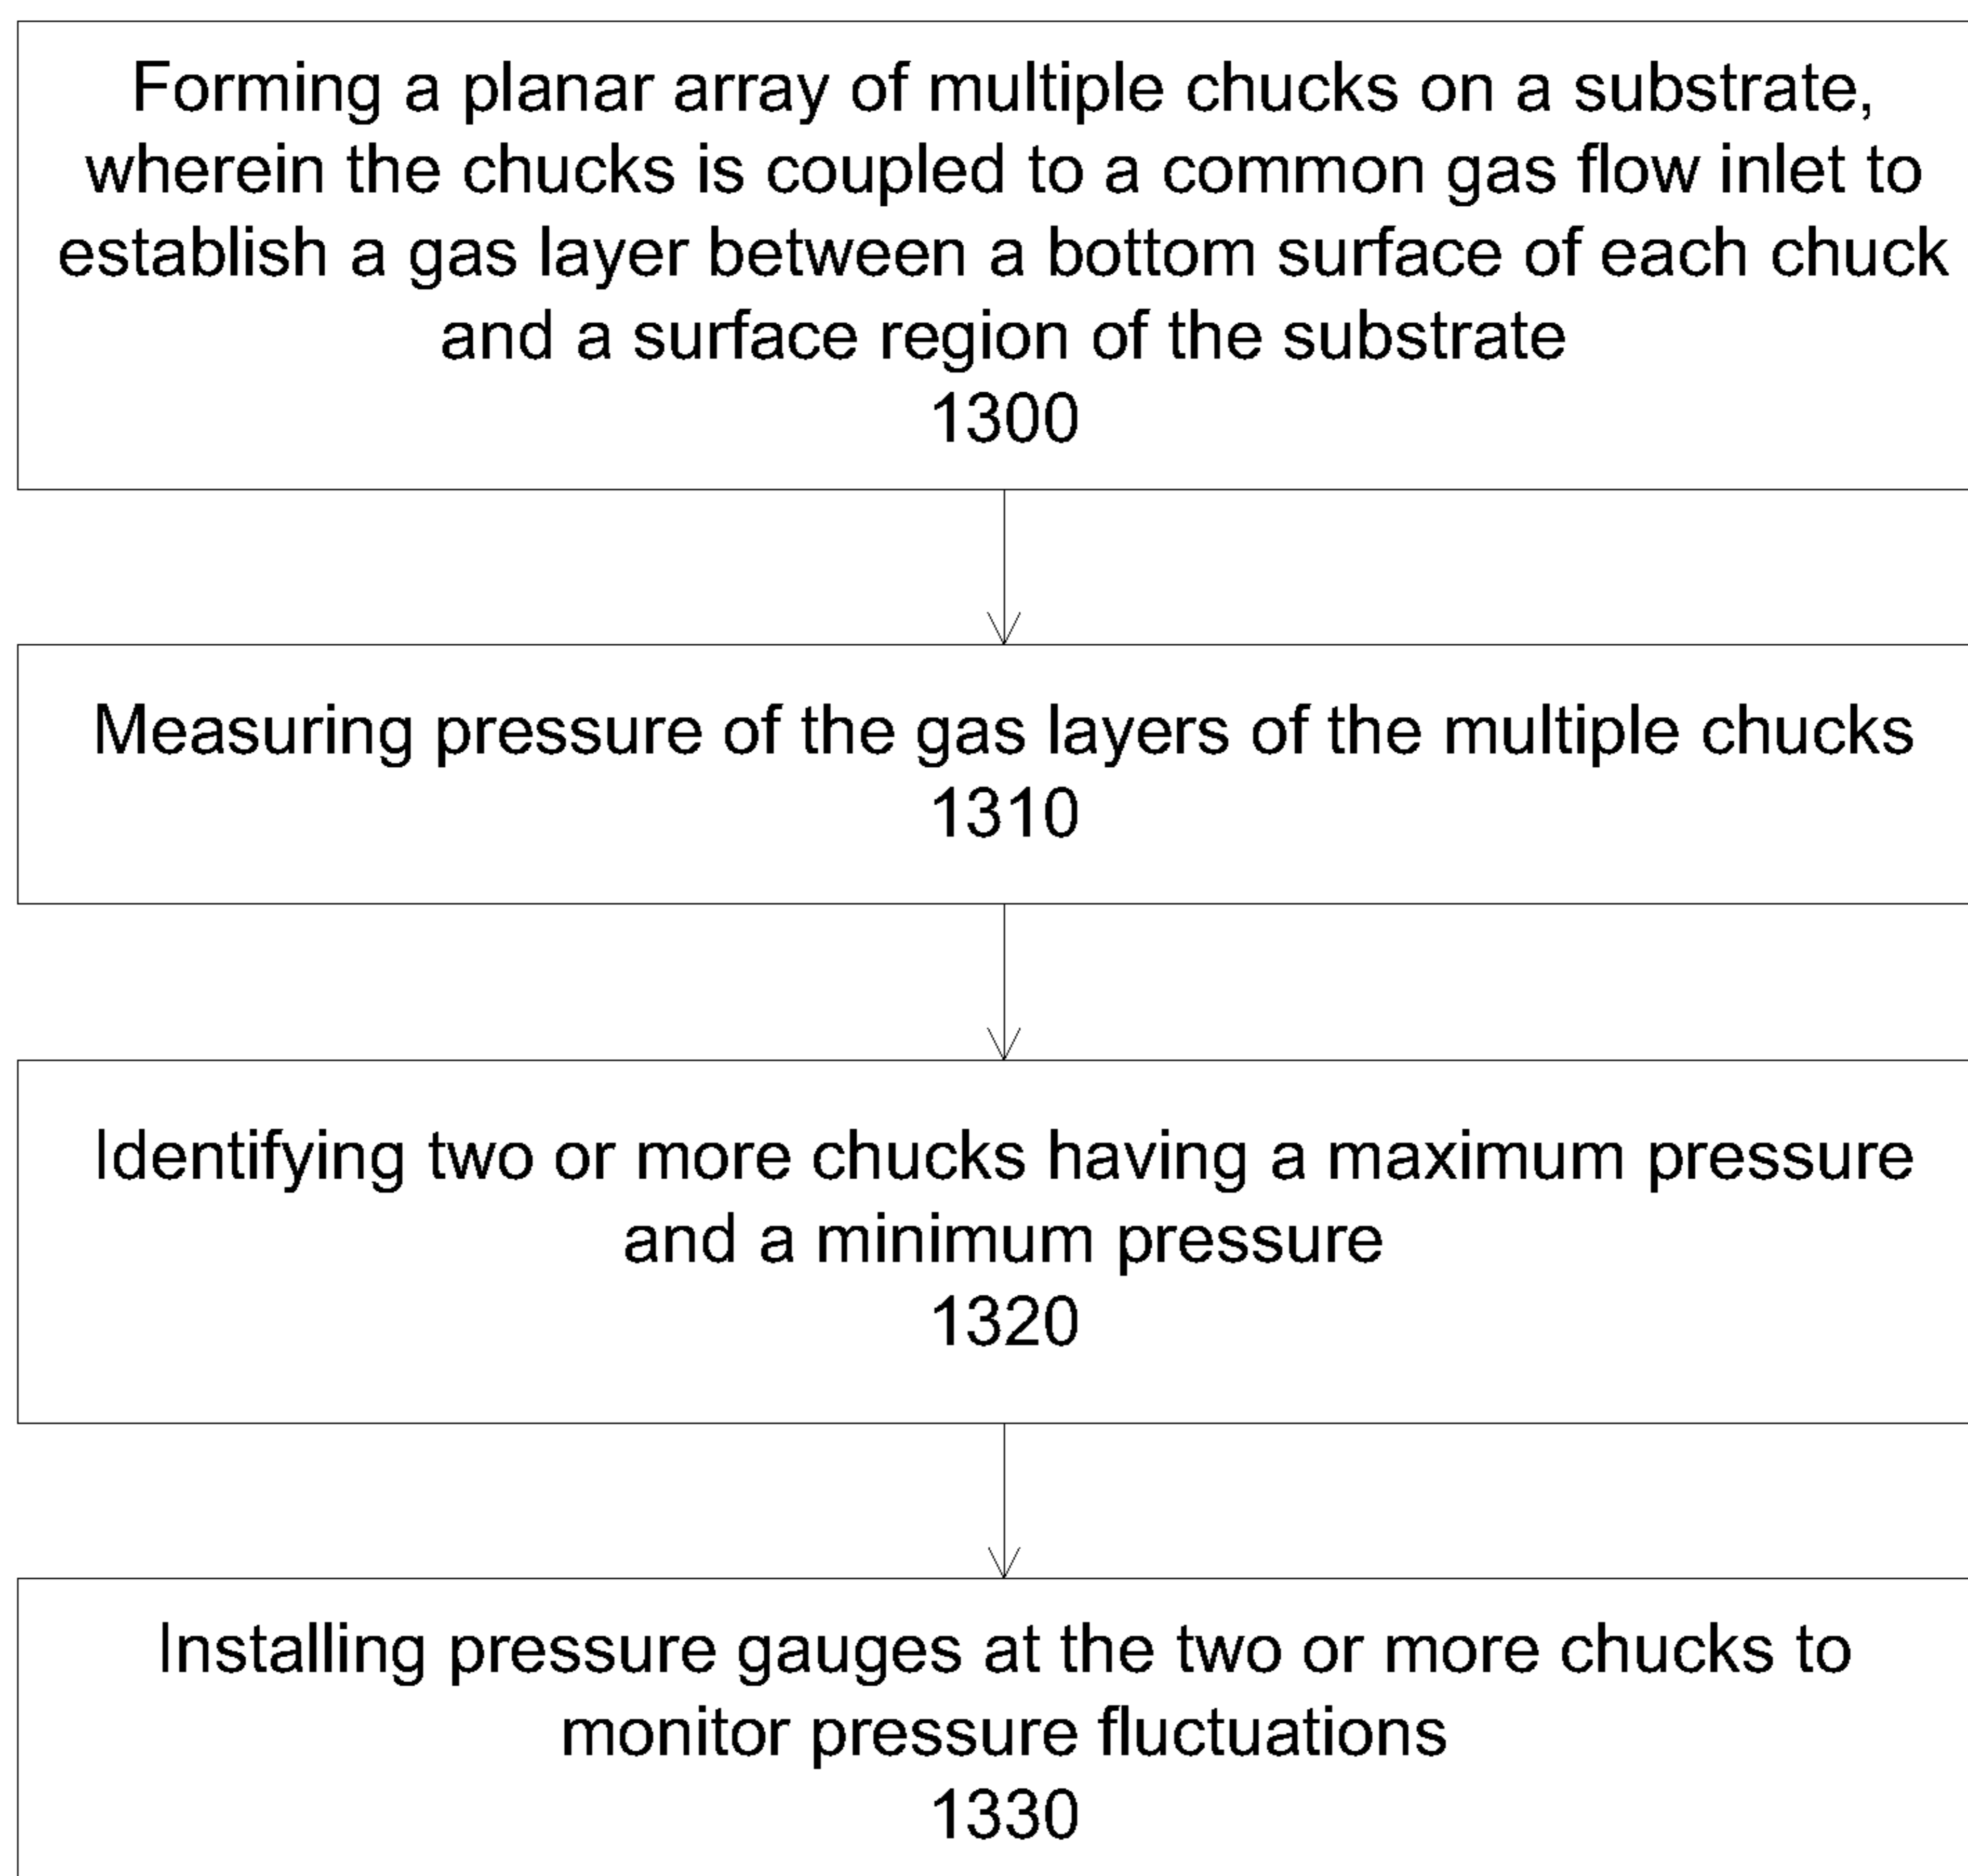 Forming a planar array of multiple chucks on a substrate,
wherein the chucks is coupled to a common gas flow inlet to
establish a gas layer between a bottom surface of each chuck
and a surface region of the substrate
1300
Measuring pressure of the gas layers of the multiple chucks
1310
Identifying two or more chucks having a maximum pressure
and a minimum pressure
1320
Installing pressure gauges at the two or more chucks to
monitor pressure fluctuations
1330